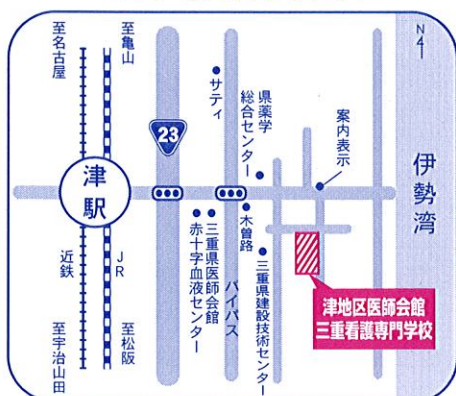 至名古屋
至亀山
N
サティ
県薬学
総合センター
案内表示
伊勢湾
23
津駅
木曽路
三重県医師会館
赤十字血液センター
バイパス
三重県建設技術センター
近鉄
JR
津地区医師会館
三重看護専門学校
至宇治山田
至松阪